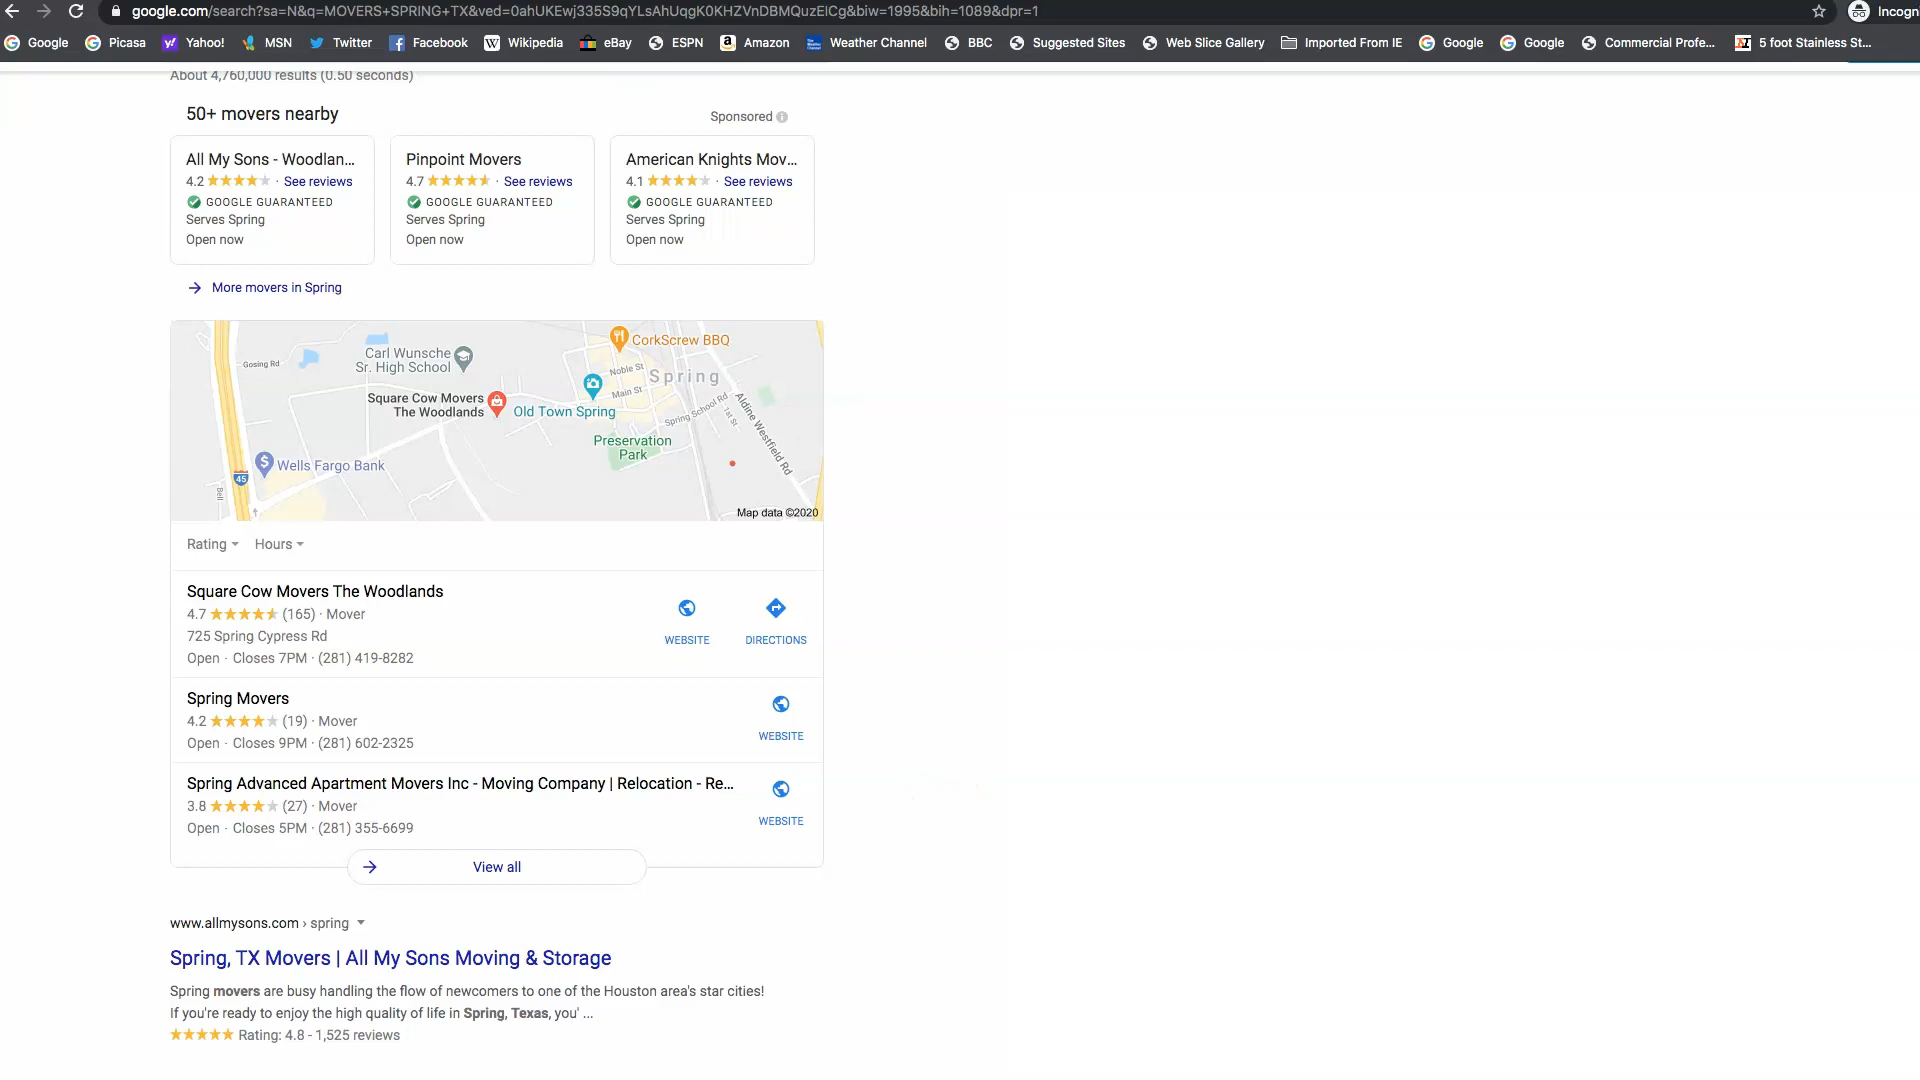 google.com/search?sa=N&q=MOVERS+SPRING+TX&ved=0ahUKEwj335S9qYLsAhUqgK0KHZVnDBMQuzEICg&biw=1995&bih=1089&dpr=1
Incogni
Google Picasa Yahoo! MSN Twitter Facebook Wikipedia eBay ESPN Amazon Weather Channel BBC Suggested Sites Web Slice Gallery Imported From IE Google Google Commercial Profe... 5 foot Stainless St...
About 4,760,000 results (0.50 seconds)
50+ movers nearby
Sponsored
All My Sons - Woodlan...
4.2 · See reviews
GOOGLE GUARANTEED
Serves Spring
Open now
Pinpoint Movers
4.7 · See reviews
GOOGLE GUARANTEED
Serves Spring
Open now
American Knights Mov...
4.1 · See reviews
GOOGLE GUARANTEED
Serves Spring
Open now
More movers in Spring
CorkScrew BBQ
Carl Wunsche
Sr. High School
Gosing Rd
Noble St
Spring
Main St
Square Cow Movers
The Woodlands
Old Town Spring
Spring School Rd
1st St
Aldine Westfield Rd
Preservation
Park
Wells Fargo Bank
45
Bell
Map data ©2020
Rating Hours
Square Cow Movers The Woodlands
4.7 (165) · Mover
725 Spring Cypress Rd
Open · Closes 7PM · (281) 419-8282
WEBSITE
DIRECTIONS
Spring Movers
4.2 (19) · Mover
Open · Closes 9PM · (281) 602-2325
WEBSITE
Spring Advanced Apartment Movers Inc - Moving Company | Relocation - Re...
3.8 (27) · Mover
Open · Closes 5PM · (281) 355-6699
WEBSITE
View all
www.allmysons.com › spring
Spring, TX Movers | All My Sons Moving & Storage
Spring movers are busy handling the flow of newcomers to one of the Houston area's star cities!
If you're ready to enjoy the high quality of life in Spring, Texas, you' ...
Rating: 4.8 - 1,525 reviews